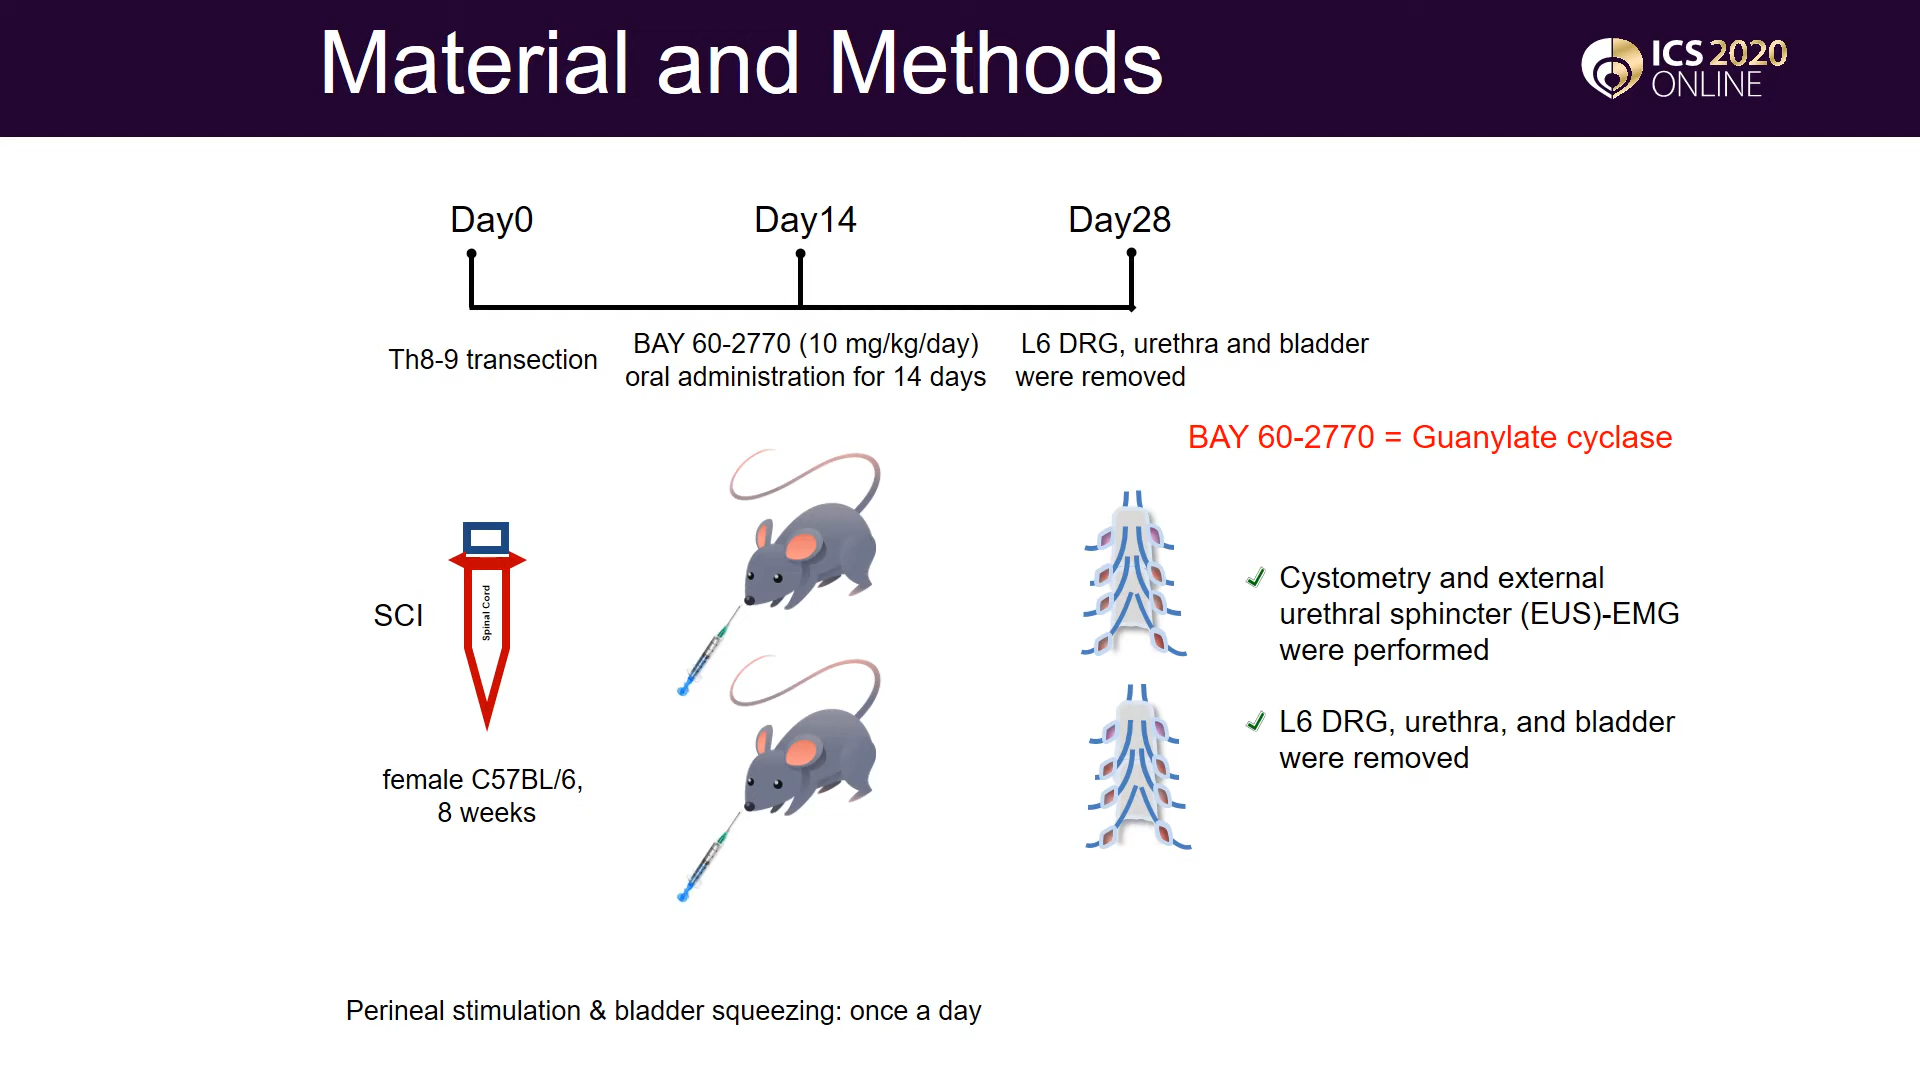 Material and Methods
ICS 2020
ONLINE
Day0
Day14
Day28
Th8-9 transection
BAY 60-2770 (10 mg/kg/day)
oral administration for 14 days
L6 DRG, urethra and bladder
were removed
BAY 60-2770 = Guanylate cyclase
SCI
Spinal Cord
female C57BL/6,
8 weeks
Cystometry and external
urethral sphincter (EUS)-EMG
were performed
L6 DRG, urethra, and bladder
were removed
Perineal stimulation & bladder squeezing: once a day